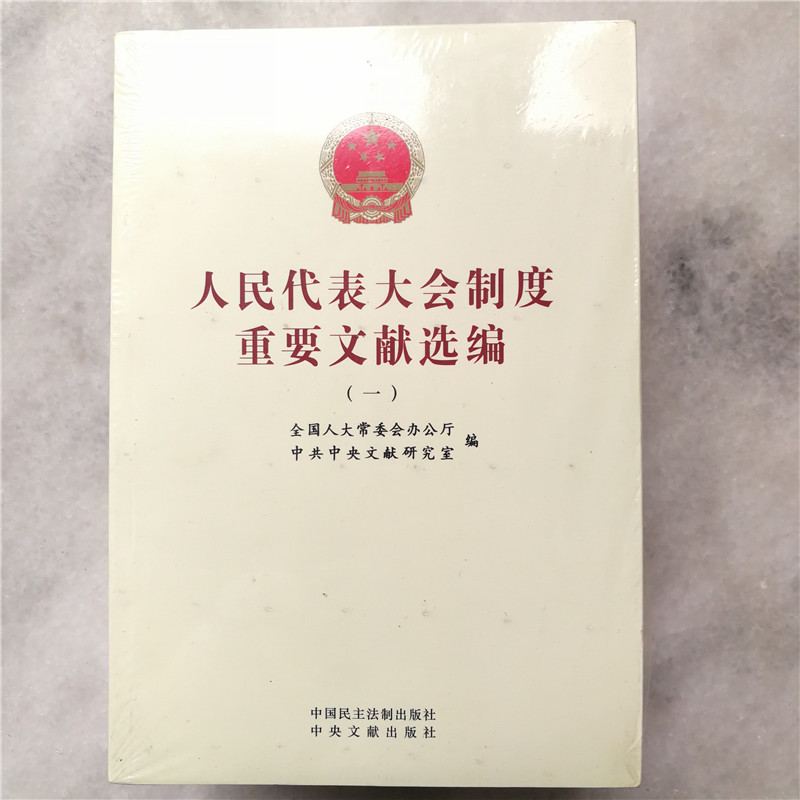 人民代表大会制度
重要文献选编
（一）
全国人大常委会办公厅
中共中央文献研究室
编
中国民主法制出版社
中央文献出版社